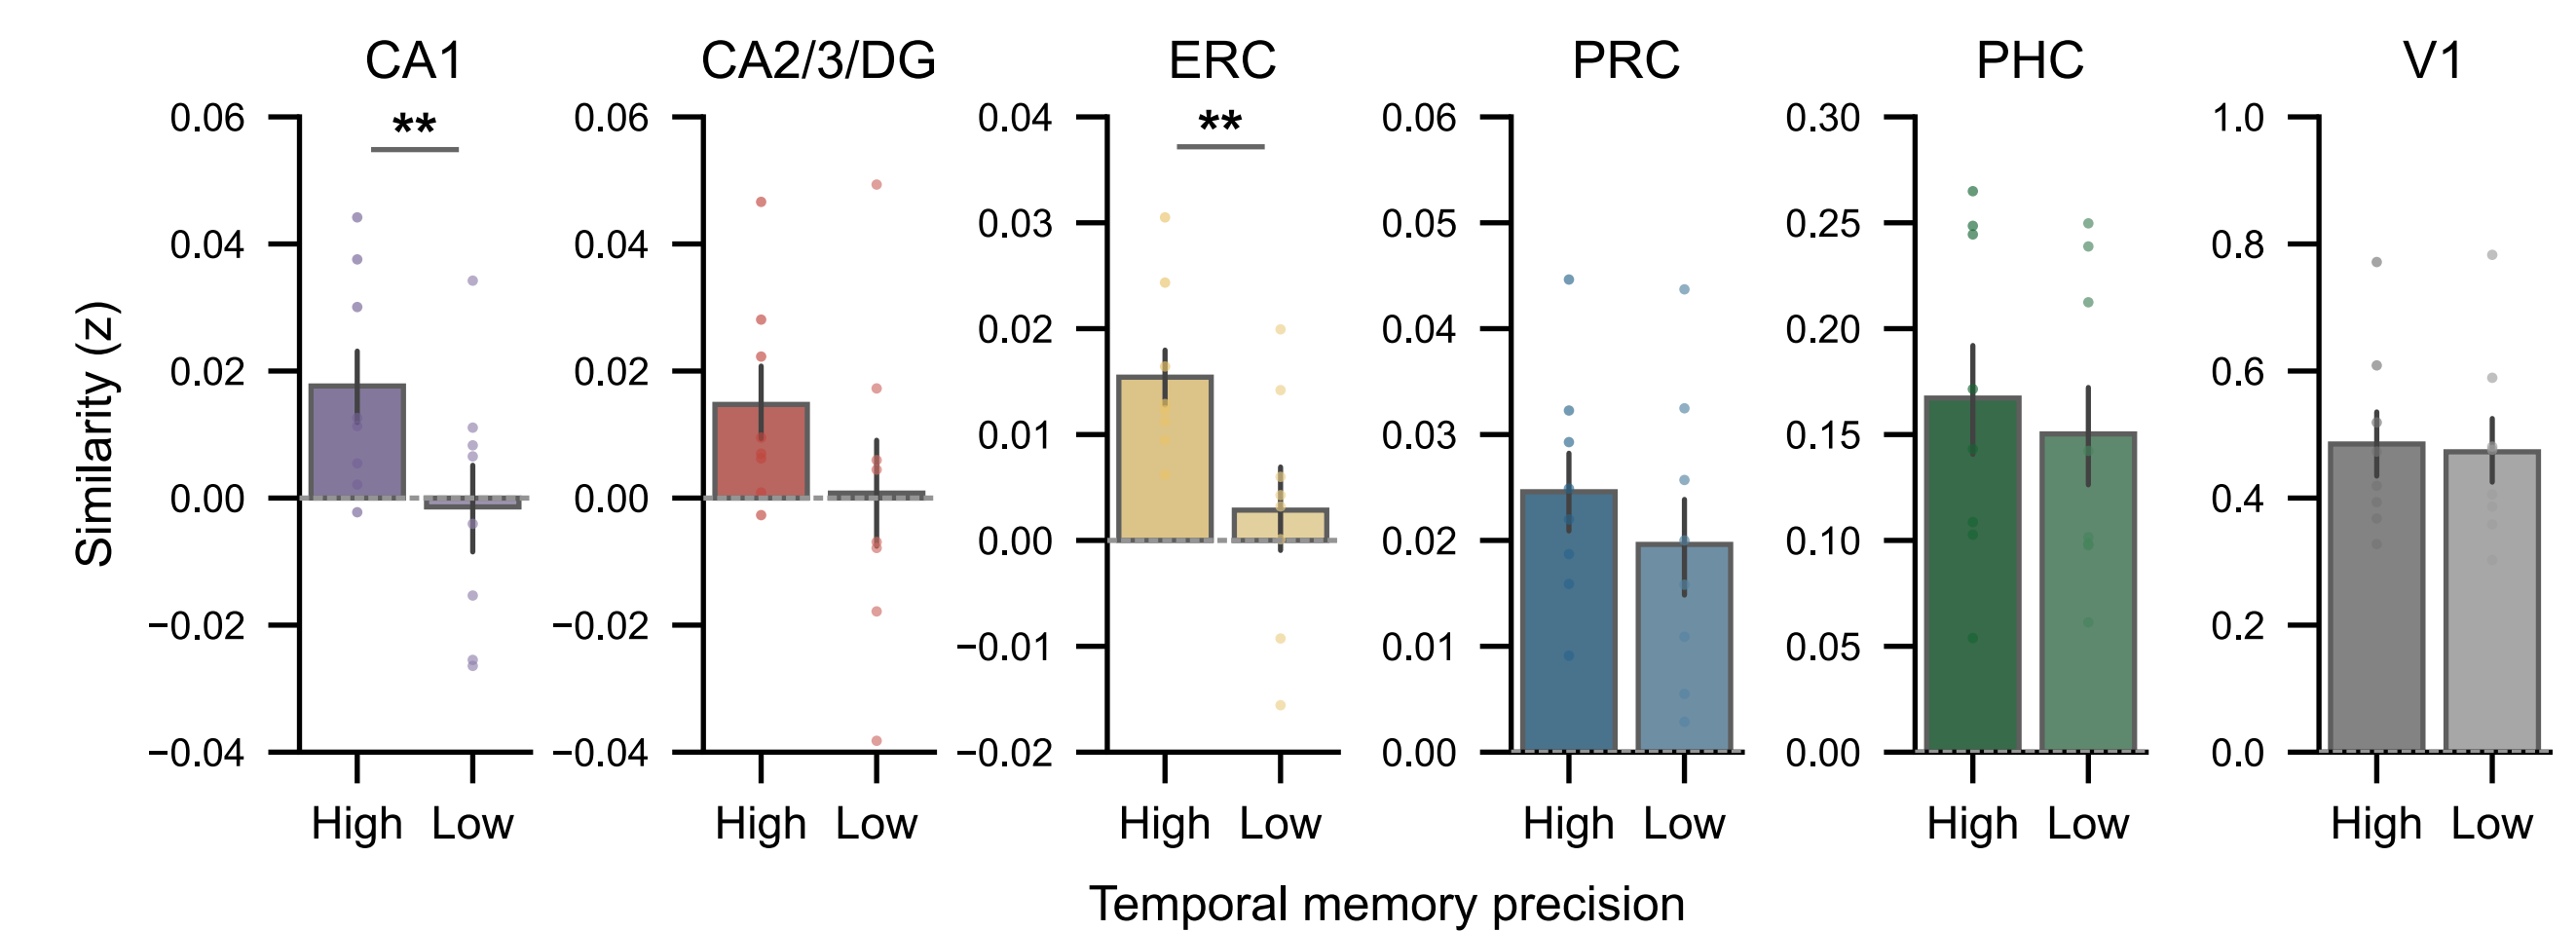 CA1 CA2/3/DG ERC PRC PHC V1
0.06 0.06 0.04 0.06 0.30 1.0
** **
0.03 0.05 0.25
0.04 0.04 0.8
0.02 0.04 0.20
0.02 0.02 0.6
0.01 0.03 0.15
0.00 0.00 0.4
0.00 0.02 0.10
−0.02 −0.02 0.2
−0.01 0.01 0.05
−0.04 −0.04 −0.02 0.00 0.00 0.0
Similarity (z)
High Low High Low High Low High Low High Low High Low
Temporal memory precision